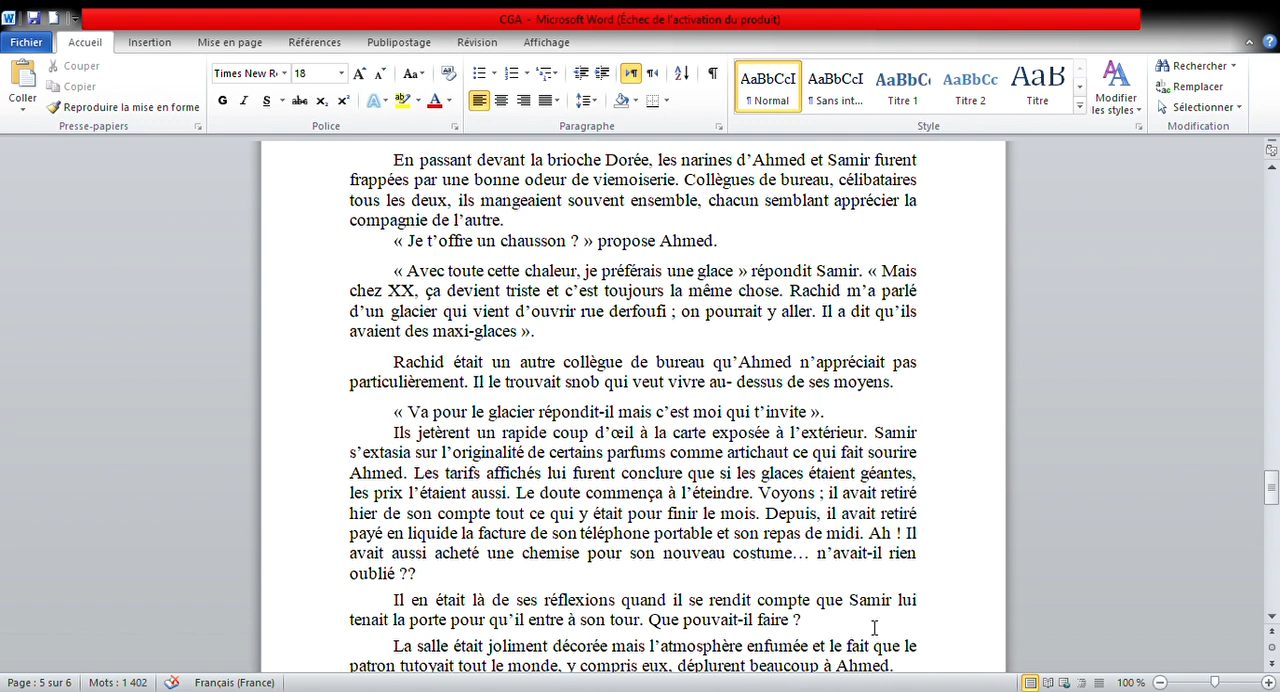 CGA - Microsoft Word (Échec de l'activation du produit)
Fichier Accueil Insertion Mise en page Références Publipostage Révision Affichage
Coller
Couper
Copier
Reproduire la mise en forme
Presse-papiers
Times New R 18
G I S abc x₂ x²
Police
Paragraphe
AaBbCcI AaBbCcI AaBbC AaBbCc AaB
¶ Normal ¶ Sans int... Titre 1 Titre 2 Titre
Modifier les styles
Style
Rechercher
Remplacer
Sélectionner
Modification
En passant devant la brioche Dorée, les narines d'Ahmed et Samir furent
frappées par une bonne odeur de viemoiserie. Collègues de bureau, célibataires
tous les deux, ils mangeaient souvent ensemble, chacun semblant apprécier la
compagnie de l'autre.
« Je t'offre un chausson ? » propose Ahmed.
« Avec toute cette chaleur, je préférais une glace » répondit Samir. « Mais
chez XX, ça devient triste et c'est toujours la même chose. Rachid m'a parlé
d'un glacier qui vient d'ouvrir rue derfoufi ; on pourrait y aller. Il a dit qu'ils
avaient des maxi-glaces ».
Rachid était un autre collègue de bureau qu'Ahmed n'appréciait pas
particulièrement. Il le trouvait snob qui veut vivre au- dessus de ses moyens.
« Va pour le glacier répondit-il mais c'est moi qui t'invite ».
Ils jetèrent un rapide coup d'œil à la carte exposée à l'extérieur. Samir
s'extasia sur l'originalité de certains parfums comme artichaut ce qui fait sourire
Ahmed. Les tarifs affichés lui furent conclure que si les glaces étaient géantes,
les prix l'étaient aussi. Le doute commença à l'éteindre. Voyons ; il avait retiré
hier de son compte tout ce qui y était pour finir le mois. Depuis, il avait retiré
payé en liquide la facture de son téléphone portable et son repas de midi. Ah ! Il
avait aussi acheté une chemise pour son nouveau costume… n'avait-il rien
oublié ??
Il en était là de ses réflexions quand il se rendit compte que Samir lui
tenait la porte pour qu'il entre à son tour. Que pouvait-il faire ?
La salle était joliment décorée mais l'atmosphère enfumée et le fait que le
patron tutoyait tout le monde, y compris eux, déplurent beaucoup à Ahmed.
Page : 5 sur 6 Mots : 1 402 Français (France) 100 %